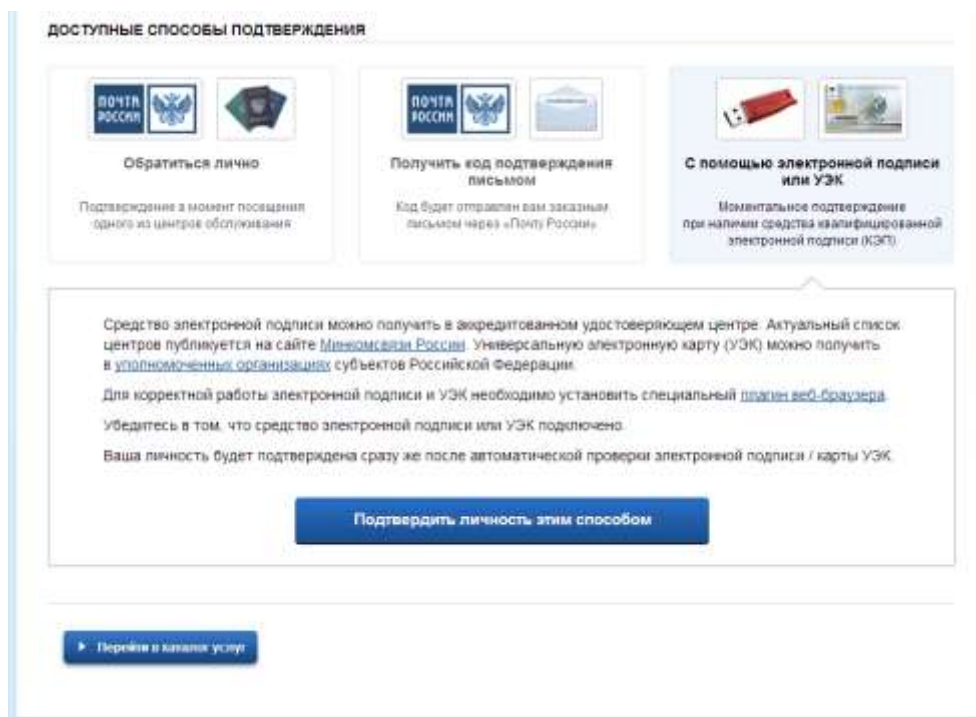 ДОСТУПНЫЕ СПОСОБЫ ПОДТВЕРЖДЕНИЯ
ПОЧТА
РОССИИ
Обратиться лично
Подтверждение в момент посещения
одного из центров обслуживания
ПОЧТА
РОССИИ
Получить код подтверждения
письмом
Код будет отправлен вам заказным
письмом через «Почту России»
С помощью электронной подписи
или УЭК
Моментальное подтверждение
при наличии средства квалифицированной
электронной подписи (КЭП)
Средство электронной подписи можно получить в аккредитованном удостоверяющем центре. Актуальный список
центров публикуется на сайте Минкомсвязи России. Универсальную электронную карту (УЭК) можно получить
в уполномоченных организациях субъектов Российской Федерации.
Для корректной работы электронной подписи и УЭК необходимо установить специальный плагин веб-браузера.
Убедитесь в том, что средство электронной подписи или УЭК подключено.
Ваша личность будет подтверждена сразу же после автоматической проверки электронной подписи / карты УЭК.
Подтвердить личность этим способом
Перейти в каталог услуг